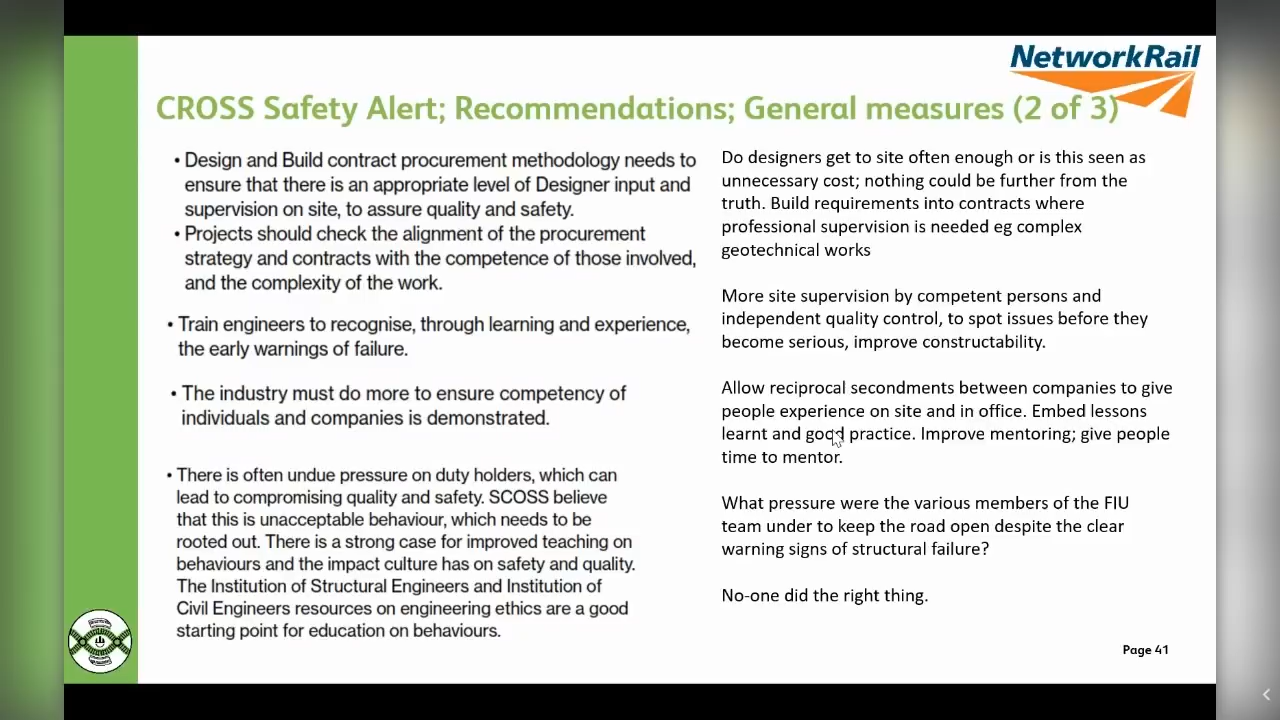 NetworkRail
CROSS Safety Alert; Recommendations; General measures (2 of 3)
• Design and Build contract procurement methodology needs to
ensure that there is an appropriate level of Designer input and
supervision on site, to assure quality and safety.
• Projects should check the alignment of the procurement
strategy and contracts with the competence of those involved,
and the complexity of the work.
• Train engineers to recognise, through learning and experience,
the early warnings of failure.
• The industry must do more to ensure competency of
individuals and companies is demonstrated.
• There is often undue pressure on duty holders, which can
lead to compromising quality and safety. SCOSS believe
that this is unacceptable behaviour, which needs to be
rooted out. There is a strong case for improved teaching on
behaviours and the impact culture has on safety and quality.
The Institution of Structural Engineers and Institution of
Civil Engineers resources on engineering ethics are a good
starting point for education on behaviours.
Do designers get to site often enough or is this seen as
unnecessary cost; nothing could be further from the
truth. Build requirements into contracts where
professional supervision is needed eg complex
geotechnical works
More site supervision by competent persons and
independent quality control, to spot issues before they
become serious, improve constructability.
Allow reciprocal secondments between companies to give
people experience on site and in office. Embed lessons
learnt and good practice. Improve mentoring; give people
time to mentor.
What pressure were the various members of the FIU
team under to keep the road open despite the clear
warning signs of structural failure?
No-one did the right thing.
Page 41